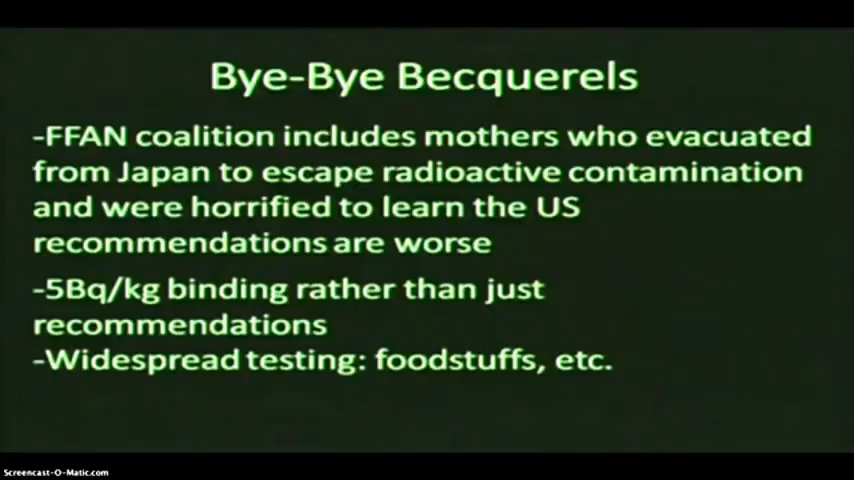 Bye-Bye Becquerels
-FFAN coalition includes mothers who evacuated
from Japan to escape radioactive contamination
and were horrified to learn the US
recommendations are worse
-5Bq/kg binding rather than just
recommendations
-Widespread testing: foodstuffs, etc.
Screencast-O-Matic.com